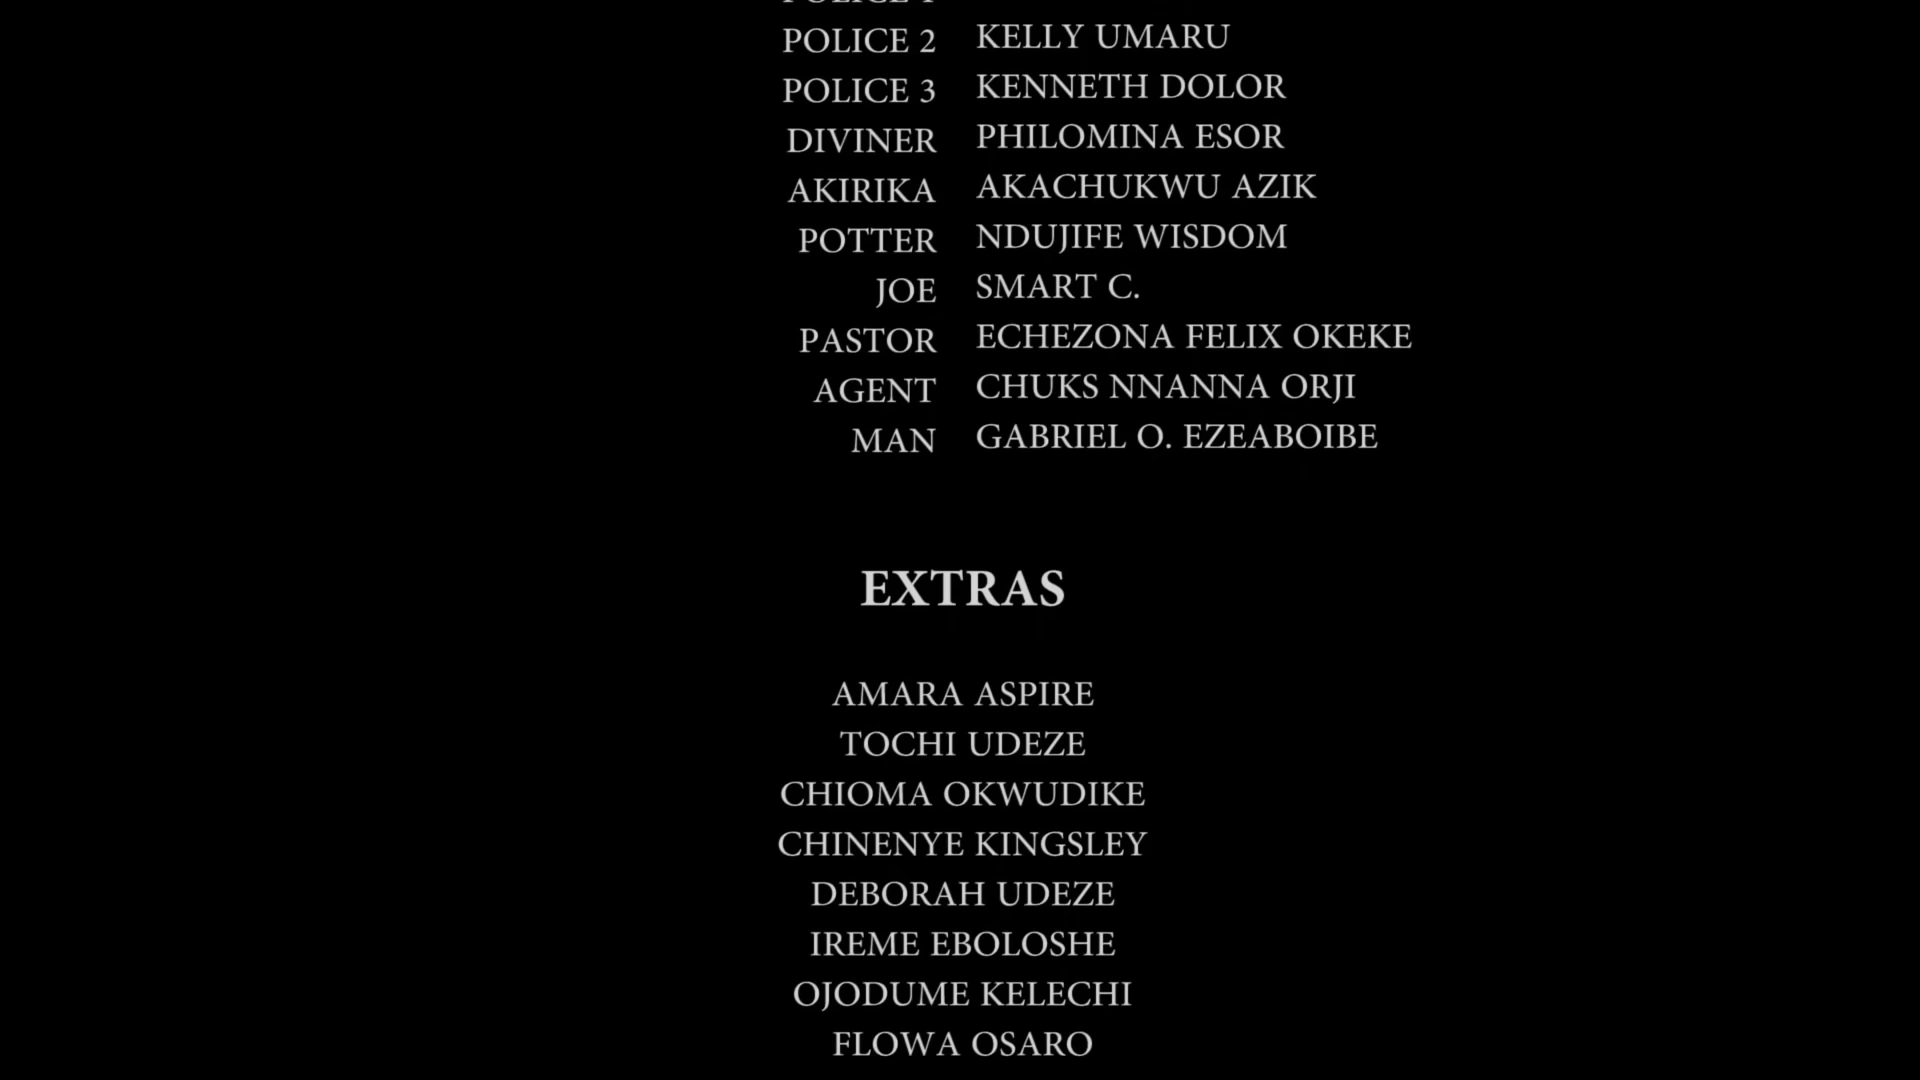 POLICE 1
POLICE 2 KELLY UMARU
POLICE 3 KENNETH DOLOR
DIVINER PHILOMINA ESOR
AKIRIKA AKACHUKWU AZIK
POTTER NDUJIFE WISDOM
JOE SMART C.
PASTOR ECHEZONA FELIX OKEKE
AGENT CHUKS NNANNA ORJI
MAN GABRIEL O. EZEABOIBE
EXTRAS
AMARA ASPIRE
TOCHI UDEZE
CHIOMA OKWUDIKE
CHINENYE KINGSLEY
DEBORAH UDEZE
IREME EBOLOSHE
OJODUME KELECHI
FLOWA OSARO